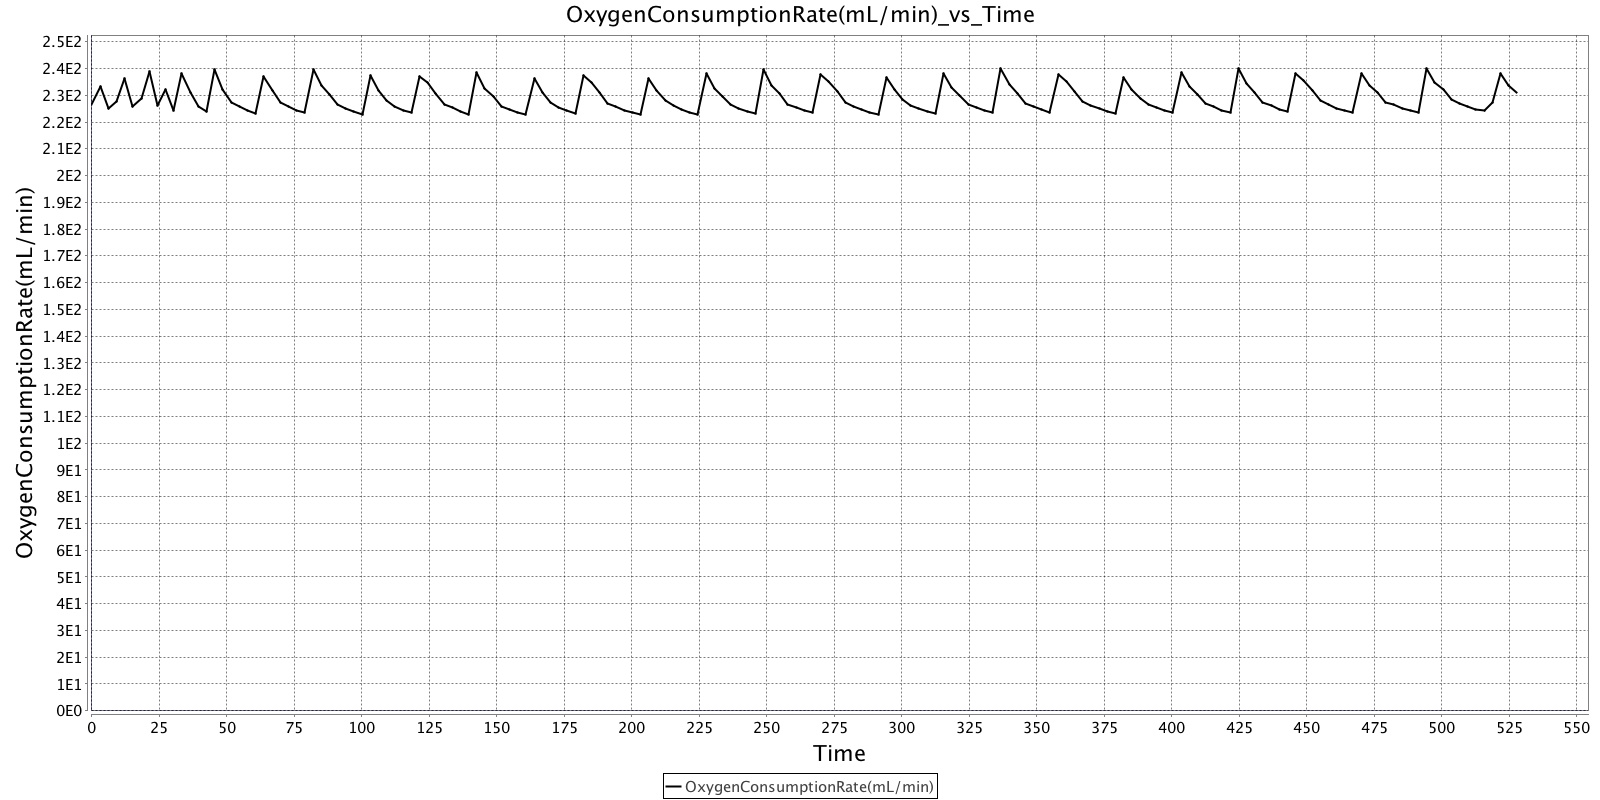 OxygenConsumptionRate(mL/min)_vs_Time
2.5E2
2.4E2
2.3E2
2.2E2
2.1E2
2E2
1.9E2
1.8E2
1.7E2
1.6E2
1.5E2
1.4E2
1.3E2
1.2E2
1.1E2
1E2
9E1
8E1
7E1
6E1
5E1
4E1
3E1
2E1
1E1
0E0
OxygenConsumptionRate(mL/min)
0 25 50 75 100 125 150 175 200 225 250 275 300 325 350 375 400 425 450 475 500 525 550
Time
OxygenConsumptionRate(mL/min)